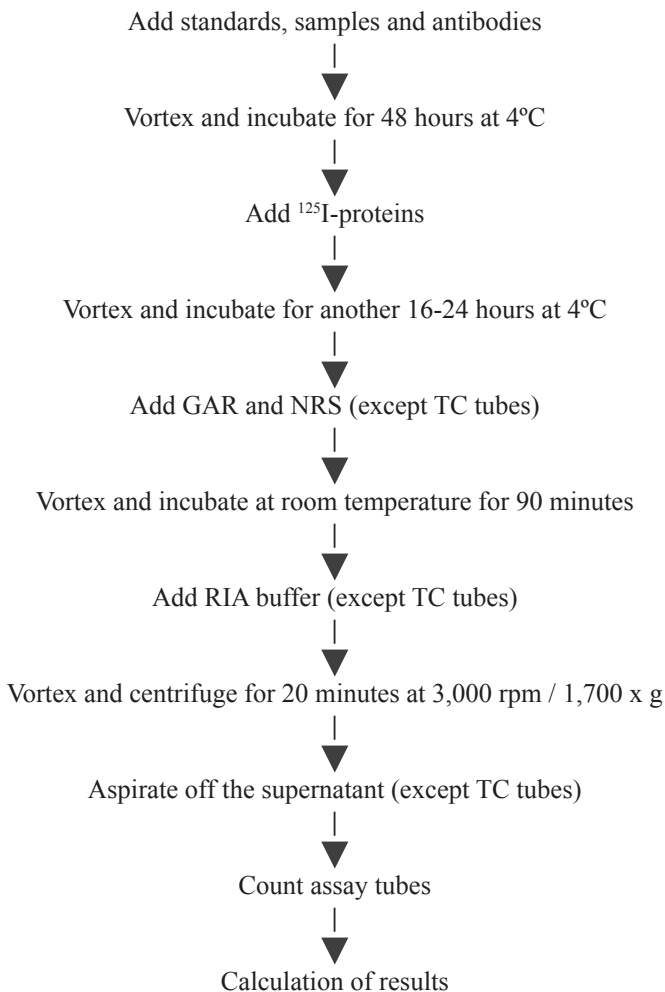 Add standards, samples and antibodies
Vortex and incubate for 48 hours at 4ºC
Add ¹²⁵I-proteins
Vortex and incubate for another 16-24 hours at 4ºC
Add GAR and NRS (except TC tubes)
Vortex and incubate at room temperature for 90 minutes
Add RIA buffer (except TC tubes)
Vortex and centrifuge for 20 minutes at 3,000 rpm / 1,700 x g
Aspirate off the supernatant (except TC tubes)
Count assay tubes
Calculation of results